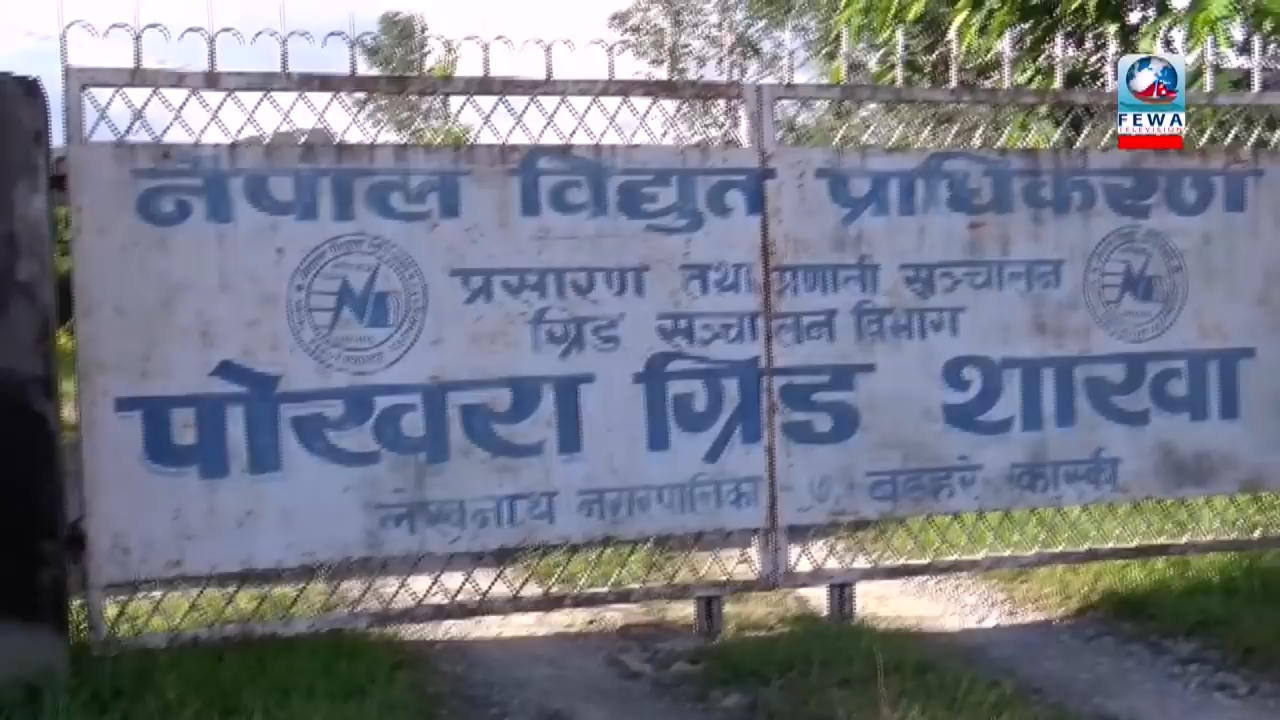 FEWA
TELEVISION
नेपाल विद्युत प्राधिकरण
प्रसारण तथा प्रणाली सञ्चालन
ग्रिड सञ्चालन विभाग
पोखरा ग्रिड शाखा
लेखनाथ नगरपालिका - ७, बडहरे कास्की